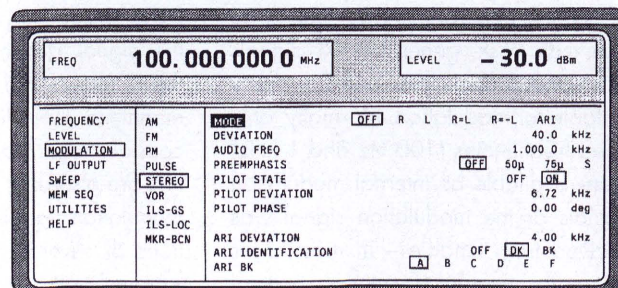 FREQ 100. 000 000 0 MHz LEVEL – 30.0 dBm
FREQUENCY AM MODE OFF R L R=L R=-L ARI
LEVEL FM DEVIATION 40.0 kHz
MODULATION PM AUDIO FREQ 1.000 kHz
LF OUTPUT PULSE PREEMPHASIS OFF 50µ 75µ
SWEEP STEREO PILOT STATE OFF ON
MEM SEQ VOR PILOT DEVIATION 6.72 kHz
UTILITIES ILS-GS PILOT PHASE 0.00 deg
HELP ILS-LOC
MKR-BCN ARI DEVIATION 4.00 kHz
ARI IDENTIFICATION OFF DK BK
ARI BK A B C D E F